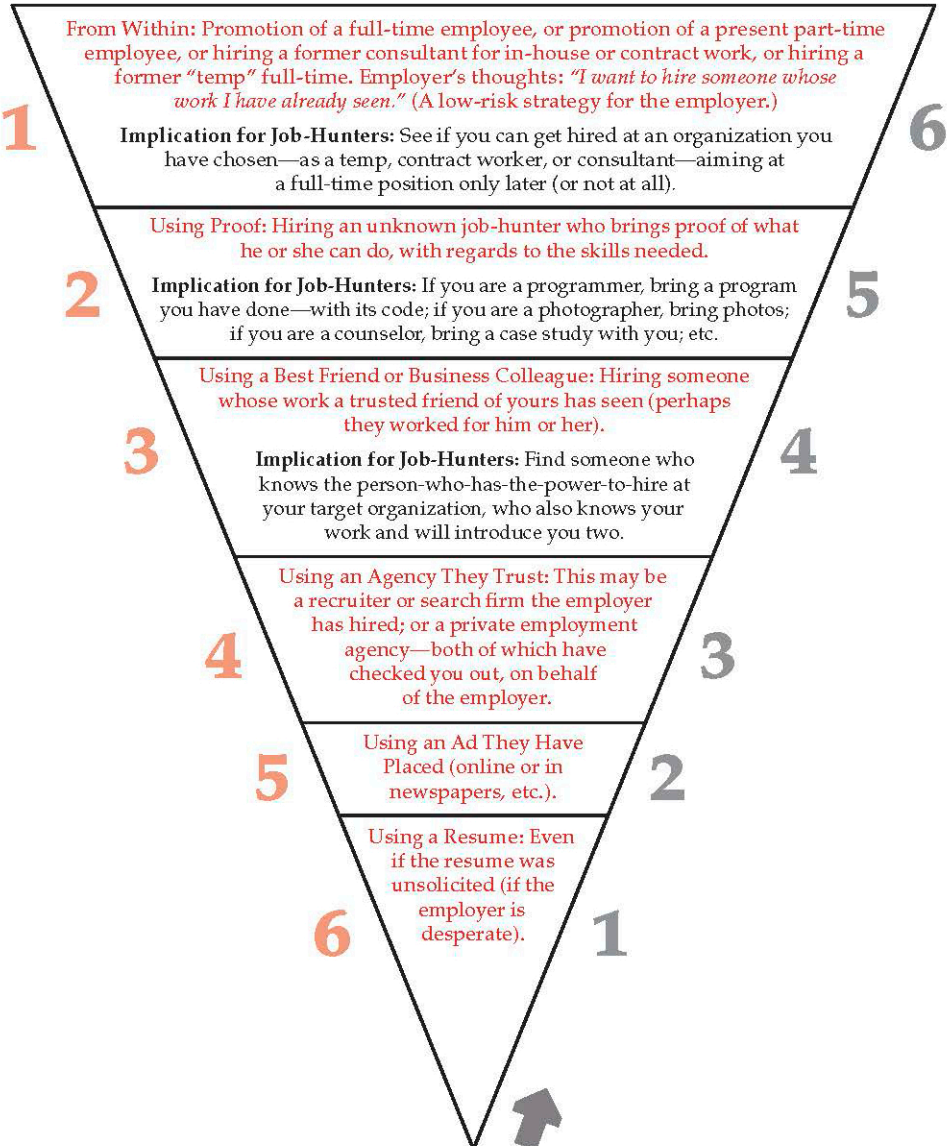 From Within: Promotion of a full-time employee, or promotion of a present part-time
employee, or hiring a former consultant for in-house or contract work, or hiring a
former “temp” full-time. Employer’s thoughts: “I want to hire someone whose
work I have already seen.” (A low-risk strategy for the employer.)
1
6
Implication for Job-Hunters: See if you can get hired at an organization you
have chosen—as a temp, contract worker, or consultant—aiming at
a full-time position only later (or not at all).
Using Proof: Hiring an unknown job-hunter who brings proof of what
he or she can do, with regards to the skills needed.
2
5
Implication for Job-Hunters: If you are a programmer, bring a program
you have done—with its code; if you are a photographer, bring photos;
if you are a counselor, bring a case study with you; etc.
Using a Best Friend or Business Colleague: Hiring someone
whose work a trusted friend of yours has seen (perhaps
they worked for him or her).
3
4
Implication for Job-Hunters: Find someone who
knows the person-who-has-the-power-to-hire at
your target organization, who also knows your
work and will introduce you two.
Using an Agency They Trust: This may be
a recruiter or search firm the employer
has hired; or a private employment
agency—both of which have
checked you out, on behalf
of the employer.
4
3
Using an Ad They Have
Placed (online or in
newspapers, etc.).
5
2
Using a Resume: Even
if the resume was
unsolicited (if the
employer is
desperate).
6
1